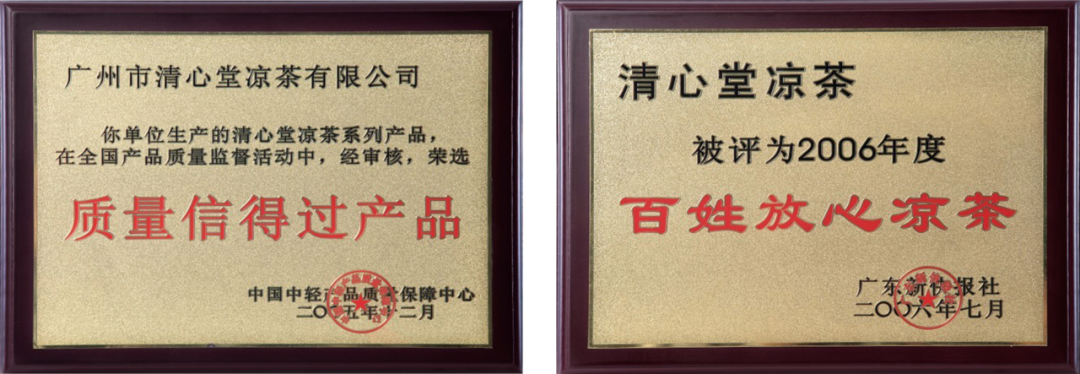 广州市清心堂凉茶有限公司
你单位生产的清心堂凉茶系列产品，
在全国产品质量监督活动中，经审核，荣选
质量信得过产品
中国中轻产品质量保障中心
二〇〇五年十二月
清心堂凉茶
被评为2006年度
百姓放心凉茶
广东新快报社
二〇〇六年七月